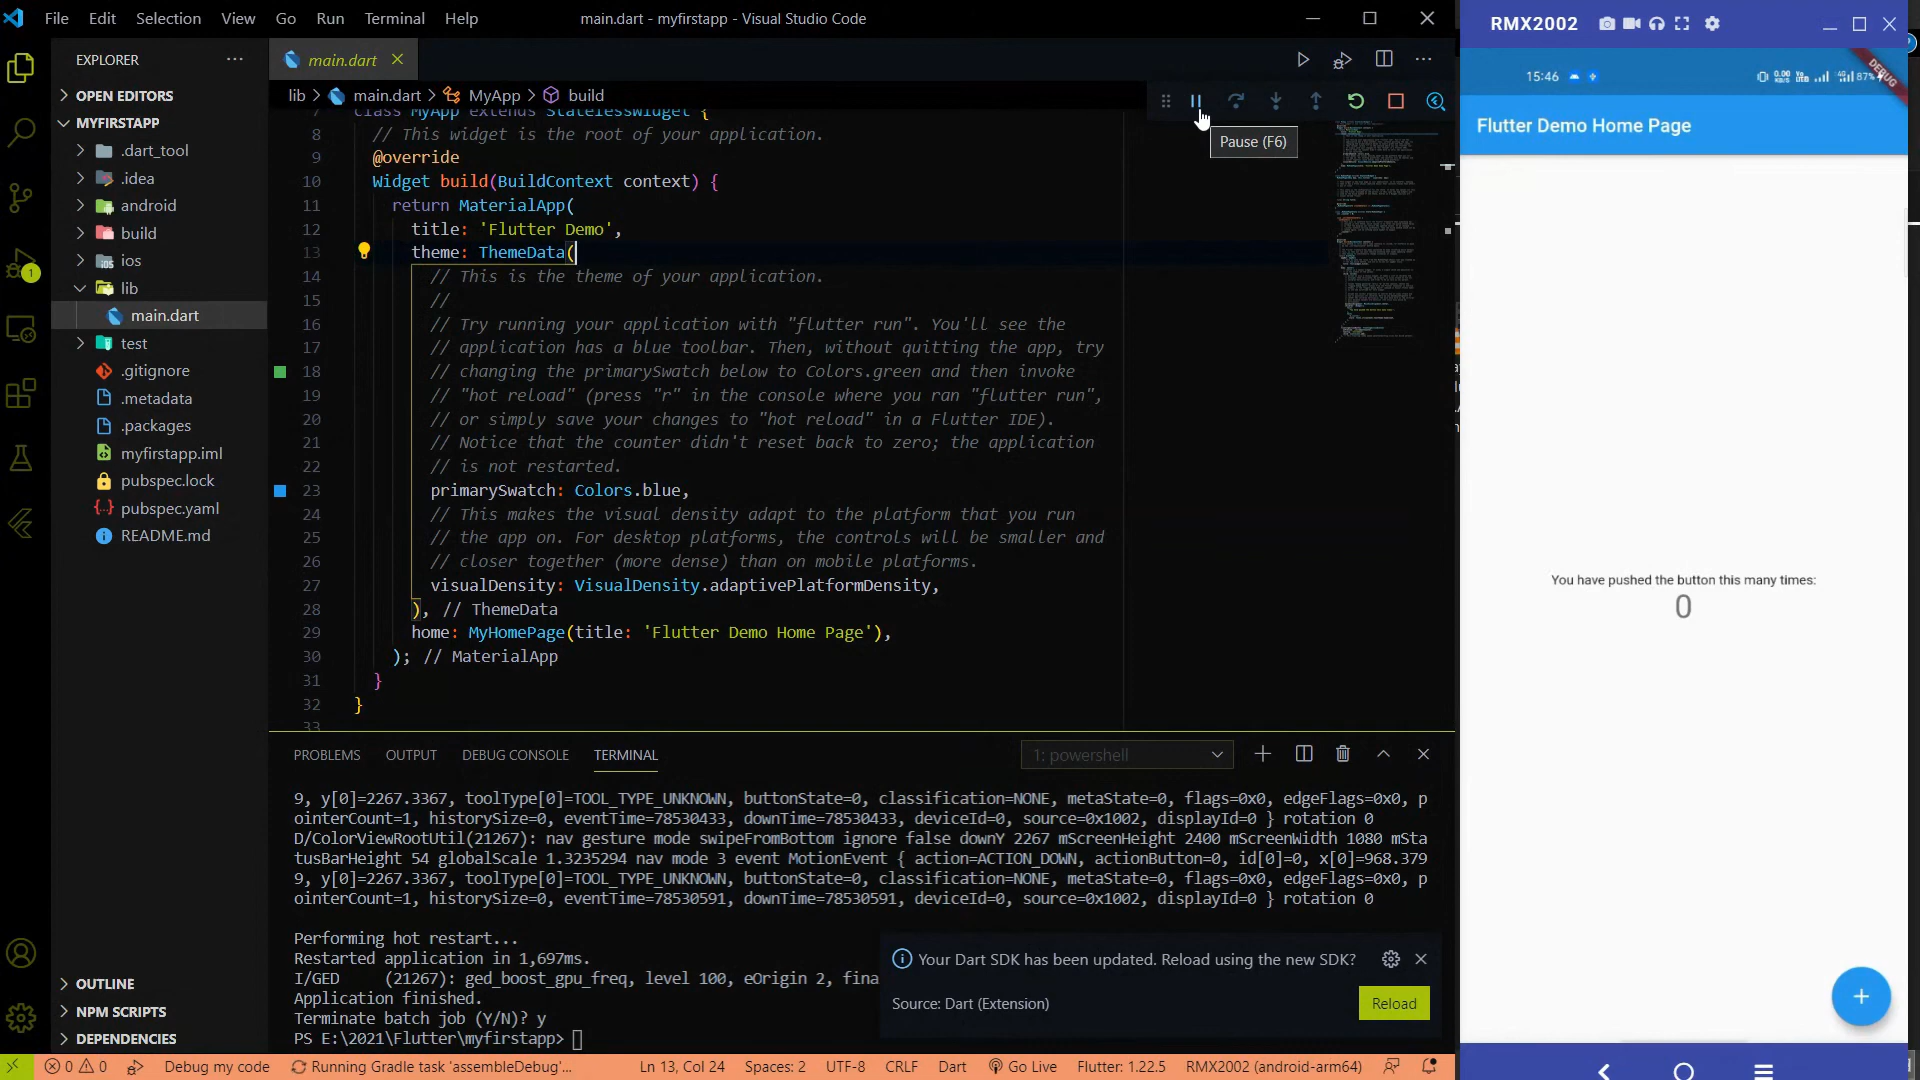 File Edit Selection View Go Run Terminal Help
main.dart - myfirstapp - Visual Studio Code
EXPLORER
OPEN EDITORS
MYFIRSTAPP
.dart_tool
.idea
android
build
ios
lib
main.dart
test
.gitignore
.metadata
.packages
myfirstapp.iml
pubspec.lock
pubspec.yaml
README.md
OUTLINE
NPM SCRIPTS
DEPENDENCIES
1
main.dart
lib > main.dart > MyApp > build
Pause (F6)
7 class MyApp extends StatelessWidget {
8 // This widget is the root of your application.
9 @override
10 Widget build(BuildContext context) {
11 return MaterialApp(
12 title: 'Flutter Demo',
13 theme: ThemeData(
14 // This is the theme of your application.
15 //
16 // Try running your application with "flutter run". You'll see the
17 // application has a blue toolbar. Then, without quitting the app, try
18 // changing the primarySwatch below to Colors.green and then invoke
19 // "hot reload" (press "r" in the console where you ran "flutter run",
20 // or simply save your changes to "hot reload" in a Flutter IDE).
21 // Notice that the counter didn't reset back to zero; the application
22 // is not restarted.
23 primarySwatch: Colors.blue,
24 // This makes the visual density adapt to the platform that you run
25 // the app on. For desktop platforms, the controls will be smaller and
26 // closer together (more dense) than on mobile platforms.
27 visualDensity: VisualDensity.adaptivePlatformDensity,
28 ), // ThemeData
29 home: MyHomePage(title: 'Flutter Demo Home Page'),
30 ); // MaterialApp
31 }
32 }
33
PROBLEMS OUTPUT DEBUG CONSOLE TERMINAL
1: powershell
9, y[0]=2267.3367, toolType[0]=TOOL_TYPE_UNKNOWN, buttonState=0, classification=NONE, metaState=0, flags=0x0, edgeFlags=0x0, p
ointerCount=1, historySize=0, eventTime=78530433, downTime=78530433, deviceId=0, source=0x1002, displayId=0 } rotation 0
D/ColorViewRootUtil(21267): nav gesture mode swipeFromBottom ignore false downY 2267 mScreenHeight 2400 mScreenWidth 1080 mSta
tusBarHeight 54 globalScale 1.3235294 nav mode 3 event MotionEvent { action=ACTION_DOWN, actionButton=0, id[0]=0, x[0]=968.379
9, y[0]=2267.3367, toolType[0]=TOOL_TYPE_UNKNOWN, buttonState=0, classification=NONE, metaState=0, flags=0x0, edgeFlags=0x0, p
ointerCount=1, historySize=0, eventTime=78530591, downTime=78530591, deviceId=0, source=0x1002, displayId=0 } rotation 0
Performing hot restart...
Restarted application in 1,697ms.
I/GED (21267): ged_boost_gpu_freq, level 100, eOrigin 2, fina
Application finished.
Terminate batch job (Y/N)? y
PS E:\2021\Flutter\myfirstapp>
Your Dart SDK has been updated. Reload using the new SDK?
Source: Dart (Extension)
Reload
0 0 Debug my code Running Gradle task 'assembleDebug'... Ln 13, Col 24 Spaces: 2 UTF-8 CRLF Dart Go Live Flutter: 1.22.5 RMX2002 (android-arm64)
RMX2002
DEBUG
15:46
0.00 KB/S
4G
87%
Flutter Demo Home Page
You have pushed the button this many times:
0
+